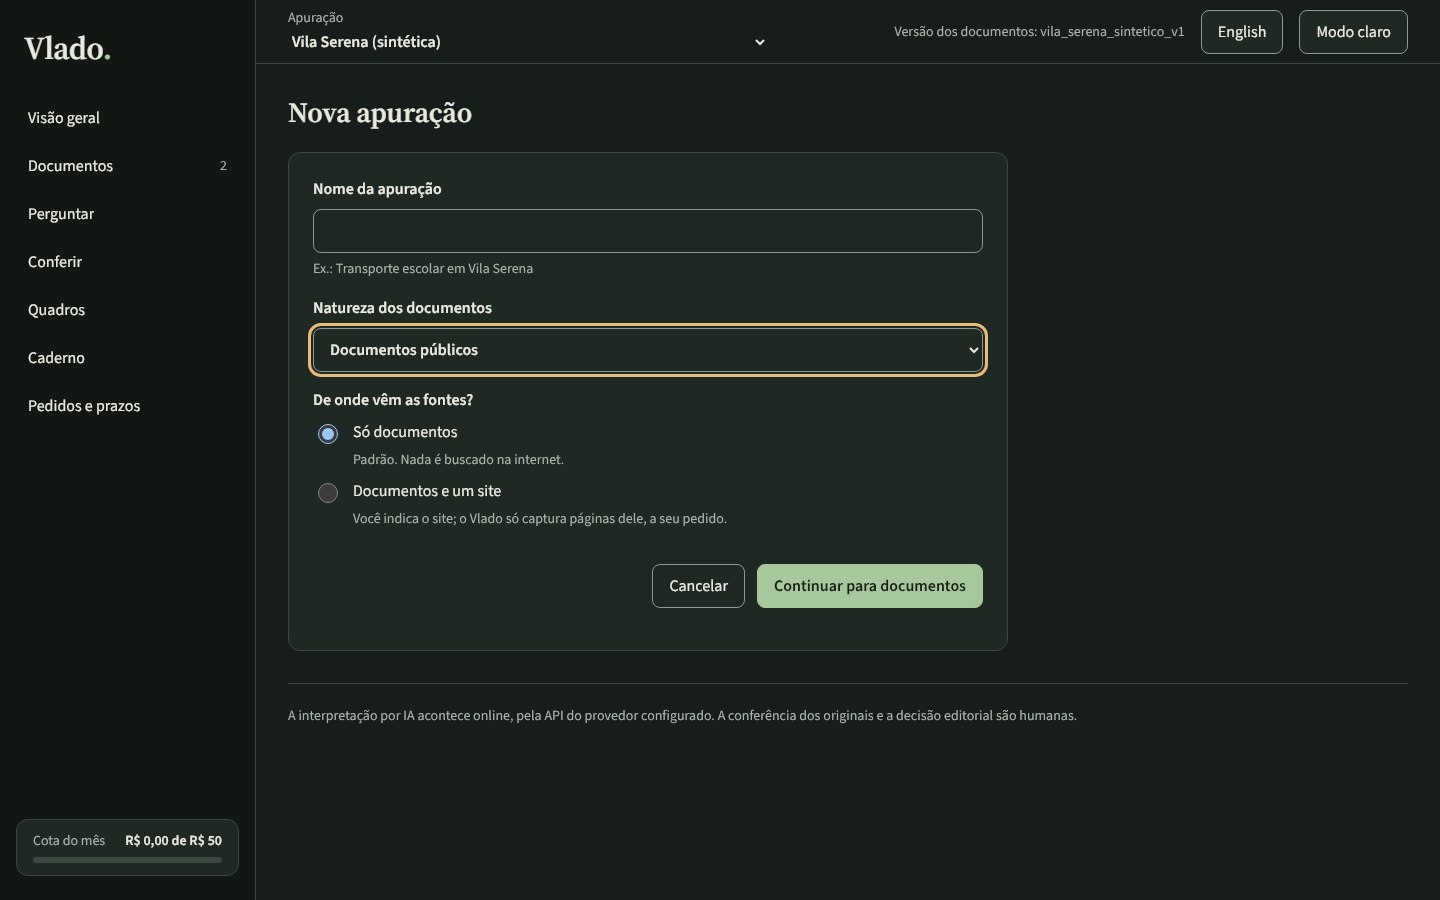 Vlado.
Visão geral
Documentos 2
Perguntar
Conferir
Quadros
Caderno
Pedidos e prazos
Cota do mês R$ 0,00 de R$ 50
Apuração
Vila Serena (sintética)
Versão dos documentos: vila_serena_sintetico_v1
English
Modo claro
Nova apuração
Nome da apuração
Ex.: Transporte escolar em Vila Serena
Natureza dos documentos
Documentos públicos
De onde vêm as fontes?
Só documentos
Padrão. Nada é buscado na internet.
Documentos e um site
Você indica o site; o Vlado só captura páginas dele, a seu pedido.
Cancelar
Continuar para documentos
A interpretação por IA acontece online, pela API do provedor configurado. A conferência dos originais e a decisão editorial são humanas.